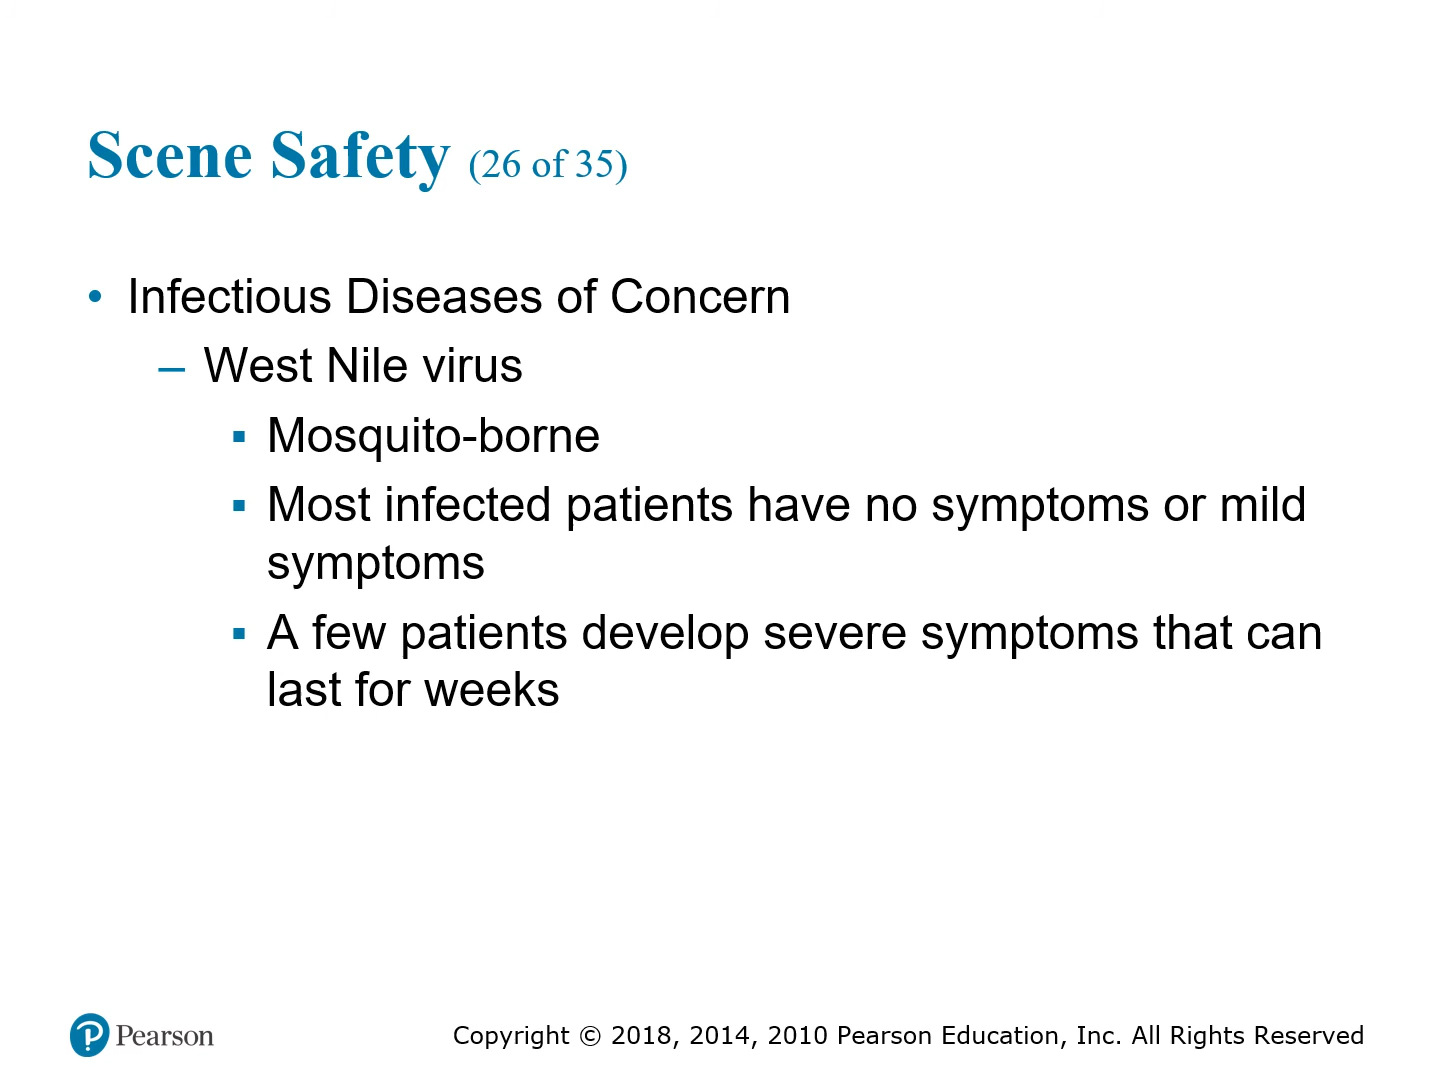 Scene Safety (26 of 35)
• Infectious Diseases of Concern
– West Nile virus
▪ Mosquito-borne
▪ Most infected patients have no symptoms or mild
symptoms
▪ A few patients develop severe symptoms that can
last for weeks
Pearson
Copyright © 2018, 2014, 2010 Pearson Education, Inc. All Rights Reserved